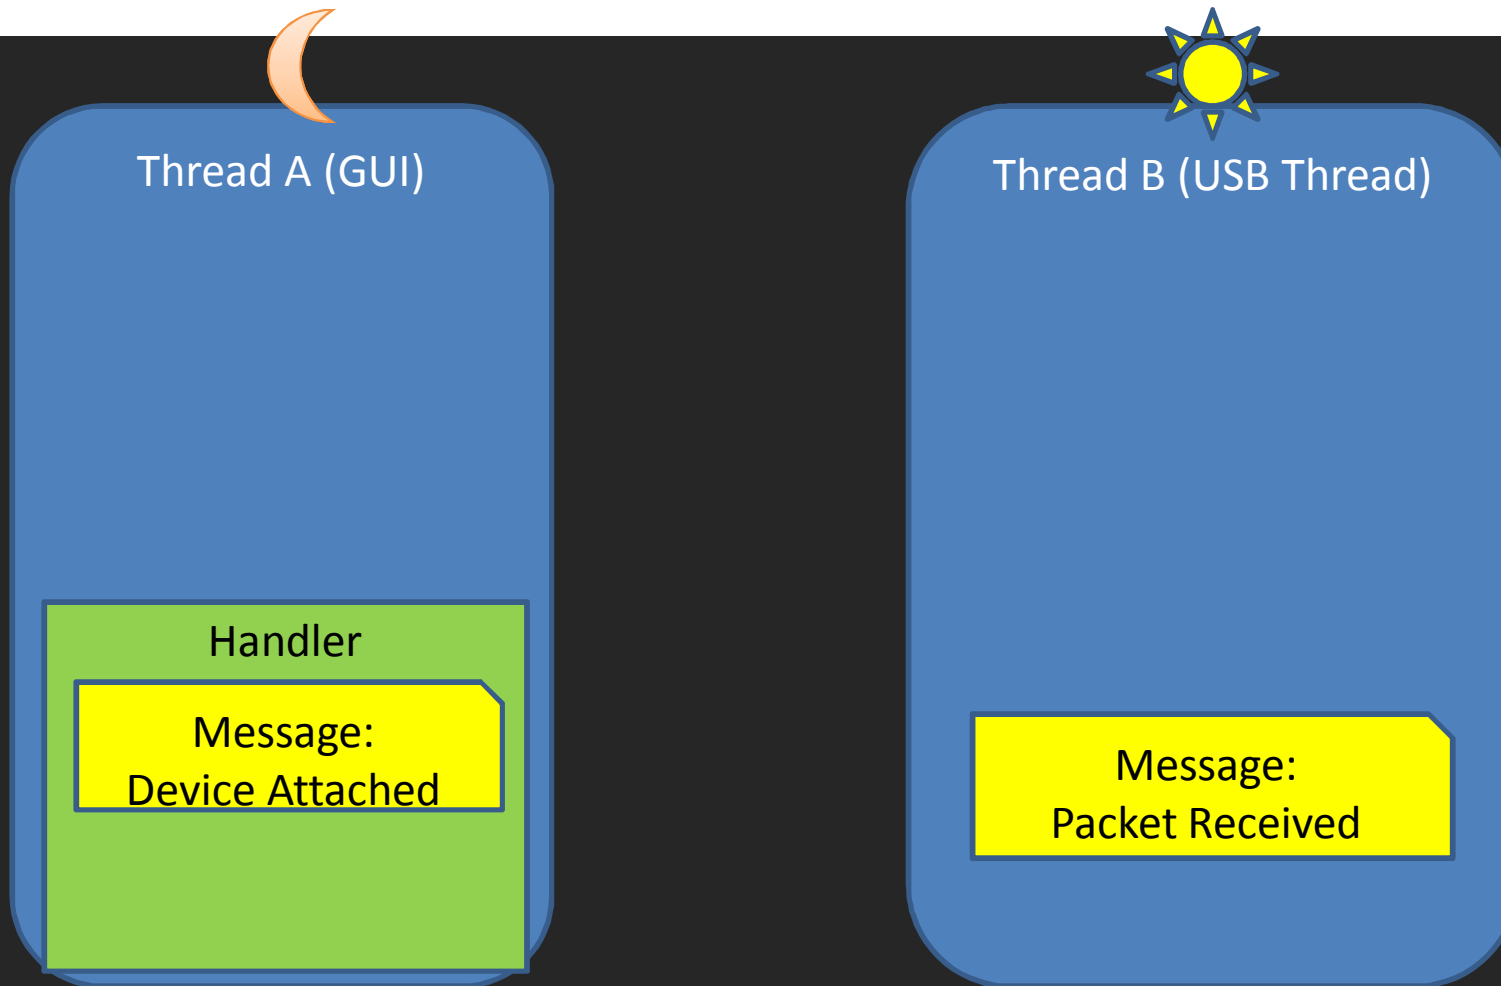 Thread A (GUI)
Thread B (USB Thread)
Handler
Message:
Device Attached
Message:
Packet Received